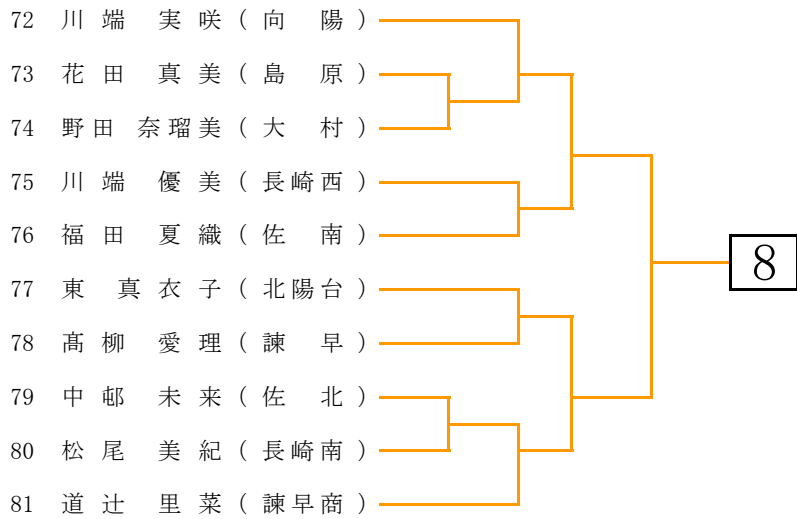 72 川端 実咲(向 陽)
73 花田 真美(島 原)
74 野田 奈瑠美(大 村)
75 川端 優美(長崎西)
76 福田 夏織(佐 南)
8
77 東 真衣子(北陽台)
78 髙柳 愛理(諫 早)
79 中邨 未来(佐 北)
80 松尾 美紀(長崎南)
81 道辻 里菜(諫早商)